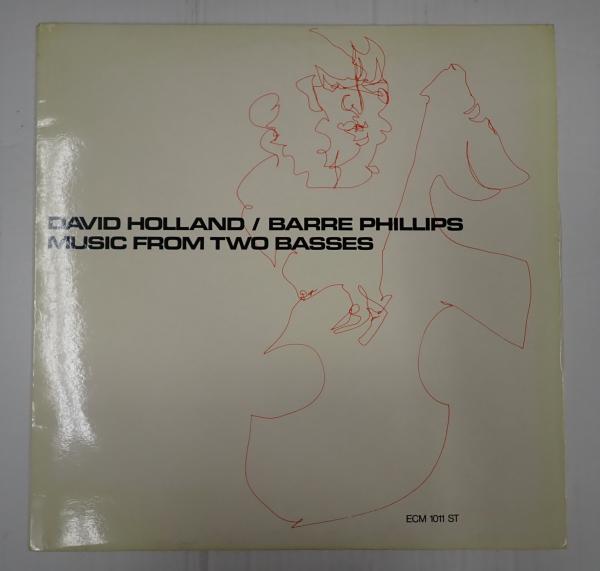 DAVID HOLLAND / BARRE PHILLIPS
MUSIC FROM TWO BASSES
ECM 1011 ST